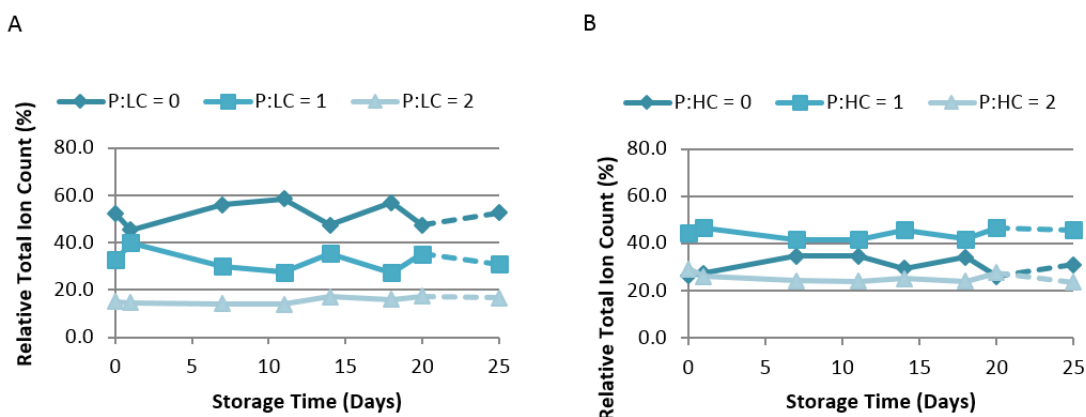 A
P:LC = 0 P:LC = 1 P:LC = 2
Relative Total Ion Count (%)
80.0
60.0
40.0
20.0
0.0
0 5 10 15 20 25
Storage Time (Days)
B
P:HC = 0 P:HC = 1 P:HC = 2
Relative Total Ion Count (%)
80.0
60.0
40.0
20.0
0.0
0 5 10 15 20 25
Storage Time (Days)